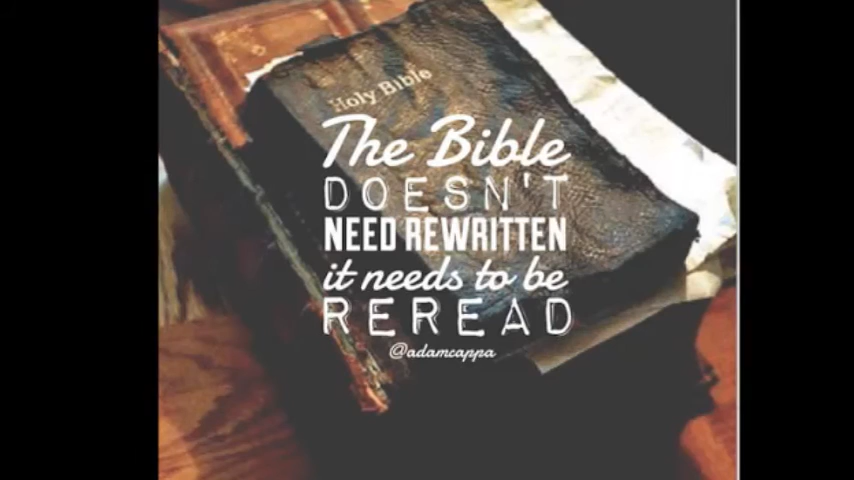 Holy Bible
The Bible
DOESN'T
NEED REWRITTEN
it needs to be
REREAD
@adamcappa